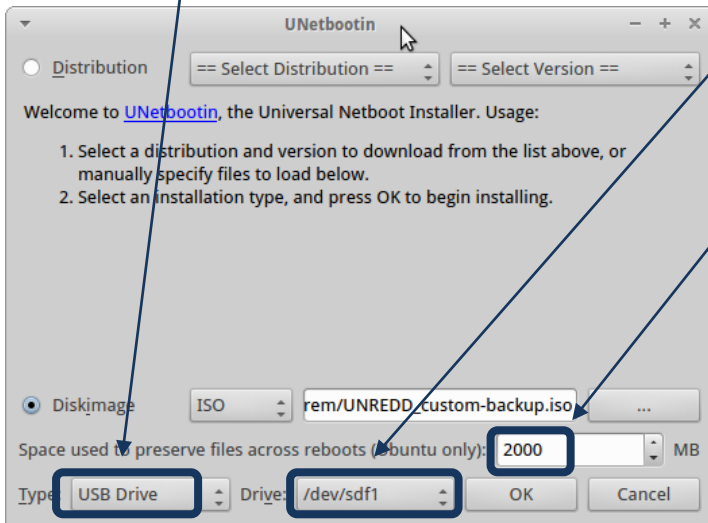 UNetbootin
Distribution == Select Distribution == == Select Version ==
Welcome to UNetbootin, the Universal Netboot Installer. Usage:
1. Select a distribution and version to download from the list above, or
manually specify files to load below.
2. Select an installation type, and press OK to begin installing.
Diskimage ISO rem/UNREDD_custom-backup.iso ...
Space used to preserve files across reboots (Ubuntu only): 2000 MB
Type: USB Drive Drive: /dev/sdf1 OK Cancel